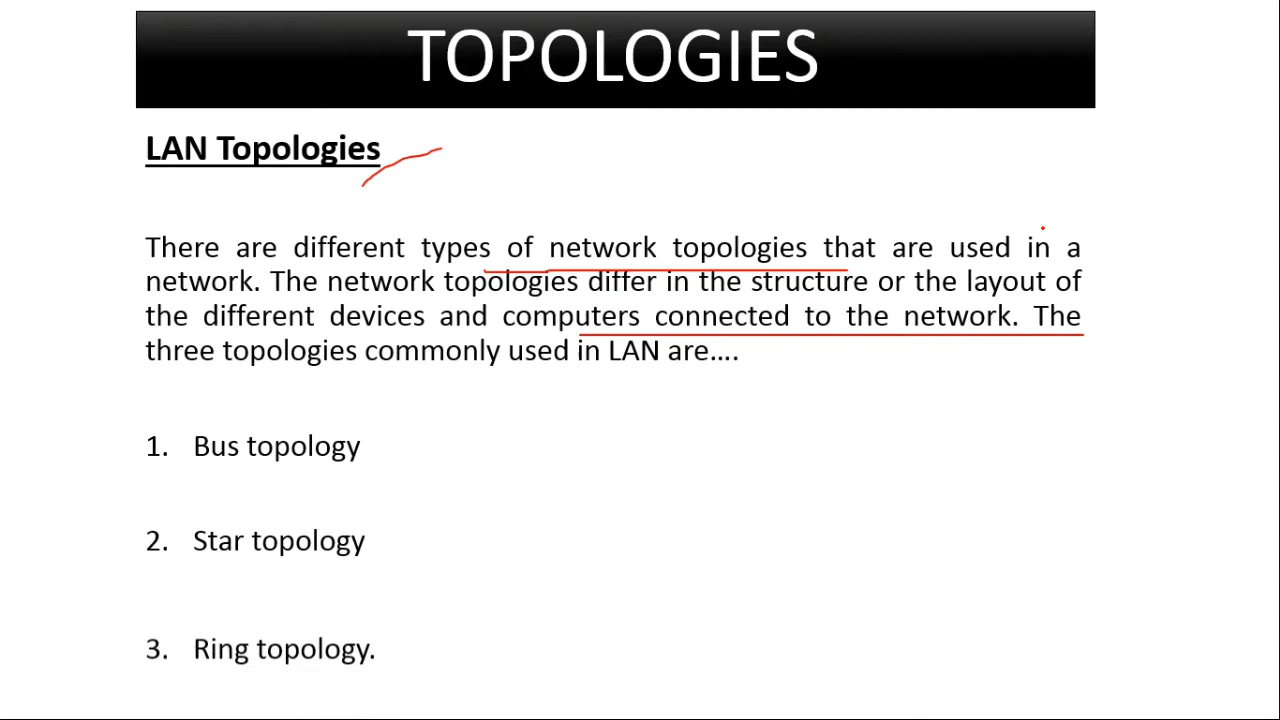 TOPOLOGIES
LAN Topologies
There are different types of network topologies that are used in a
network. The network topologies differ in the structure or the layout of
the different devices and computers connected to the network. The
three topologies commonly used in LAN are....
1. Bus topology
2. Star topology
3. Ring topology.